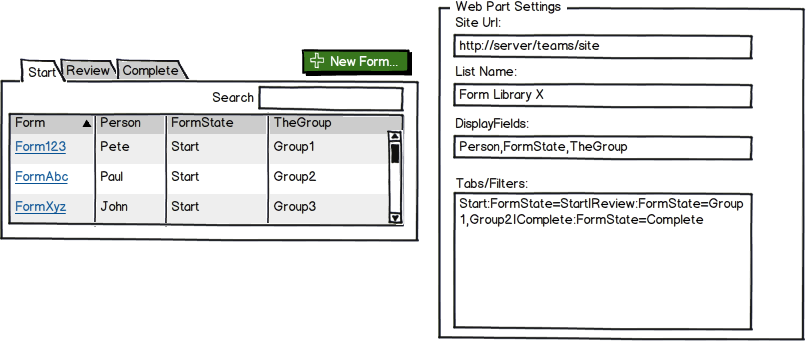 New Form...
Start Review Complete
Search
Form Person FormState TheGroup
Form123 Pete Start Group1
FormAbc Paul Start Group2
FormXyz John Start Group3
Web Part Settings
Site Url:
http://server/teams/site
List Name:
Form Library X
DisplayFields:
Person,FormState,TheGroup
Tabs/Filters:
Start:FormState=Start|Review:FormState=Group
1,Group2|Complete:FormState=Complete